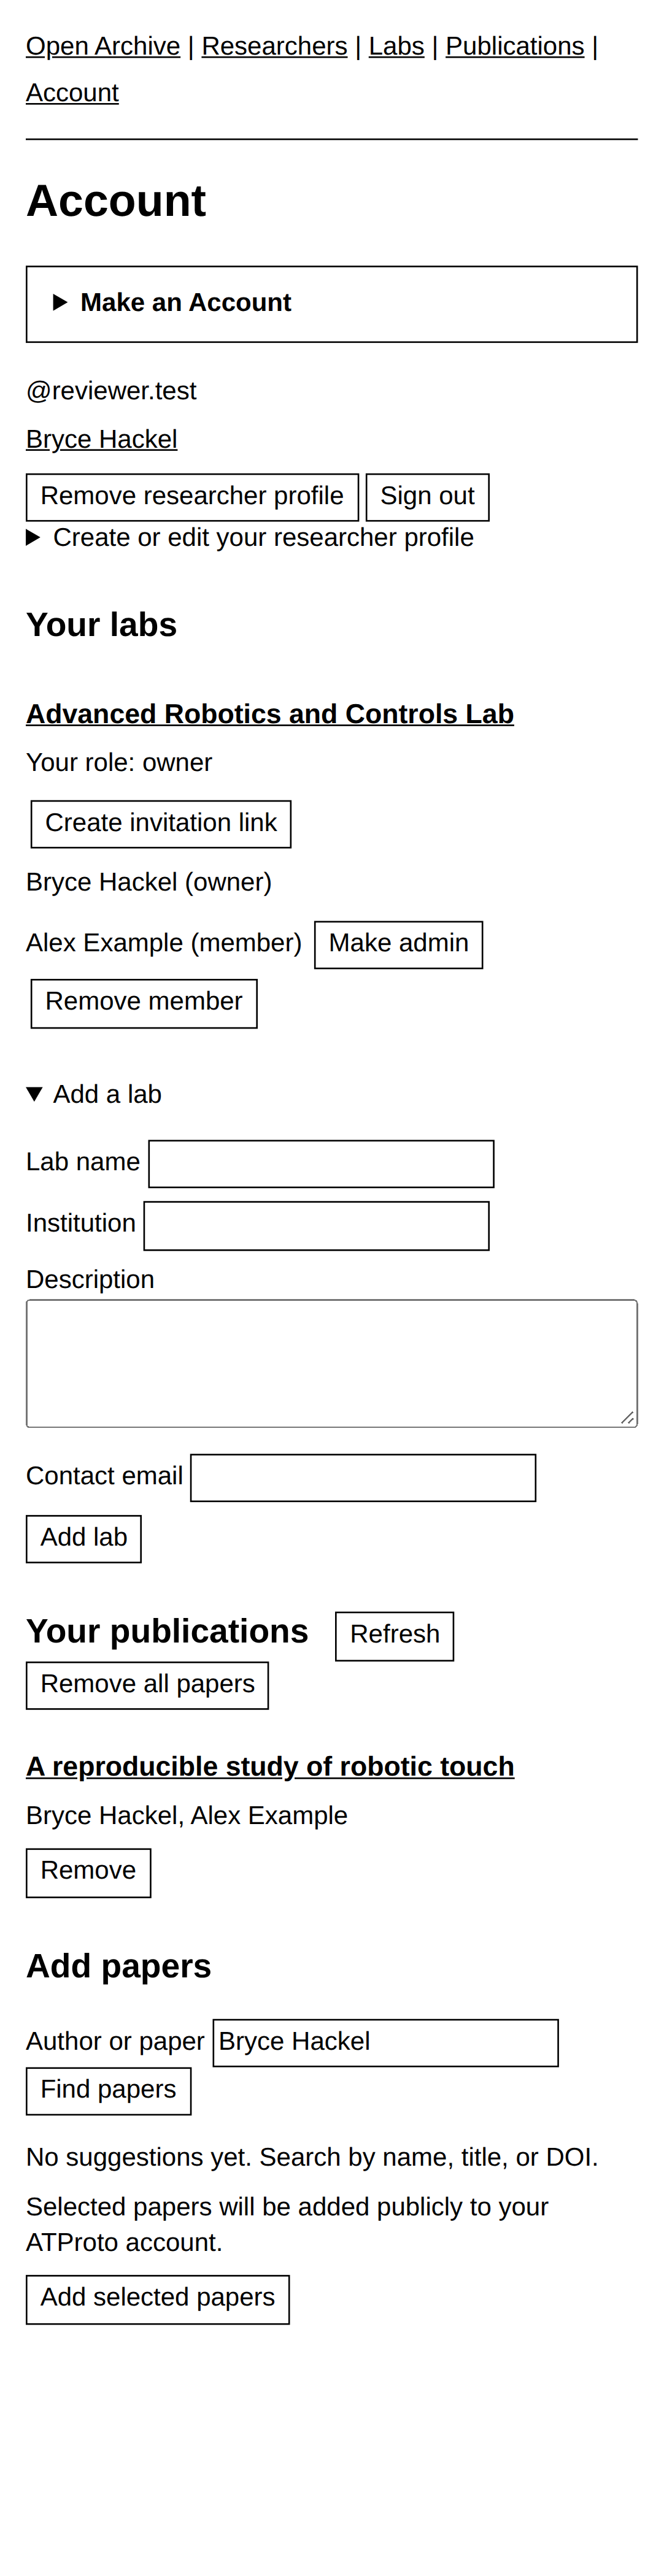 Open Archive | Researchers | Labs | Publications |
Account
Account
Make an Account
@reviewer.test
Bryce Hackel
Remove researcher profile Sign out
Create or edit your researcher profile
Your labs
Advanced Robotics and Controls Lab
Your role: owner
Create invitation link
Bryce Hackel (owner)
Alex Example (member) Make admin
Remove member
Add a lab
Lab name
Institution
Description
Contact email
Add lab
Your publications Refresh
Remove all papers
A reproducible study of robotic touch
Bryce Hackel, Alex Example
Remove
Add papers
Author or paper Bryce Hackel
Find papers
No suggestions yet. Search by name, title, or DOI.
Selected papers will be added publicly to your
ATProto account.
Add selected papers